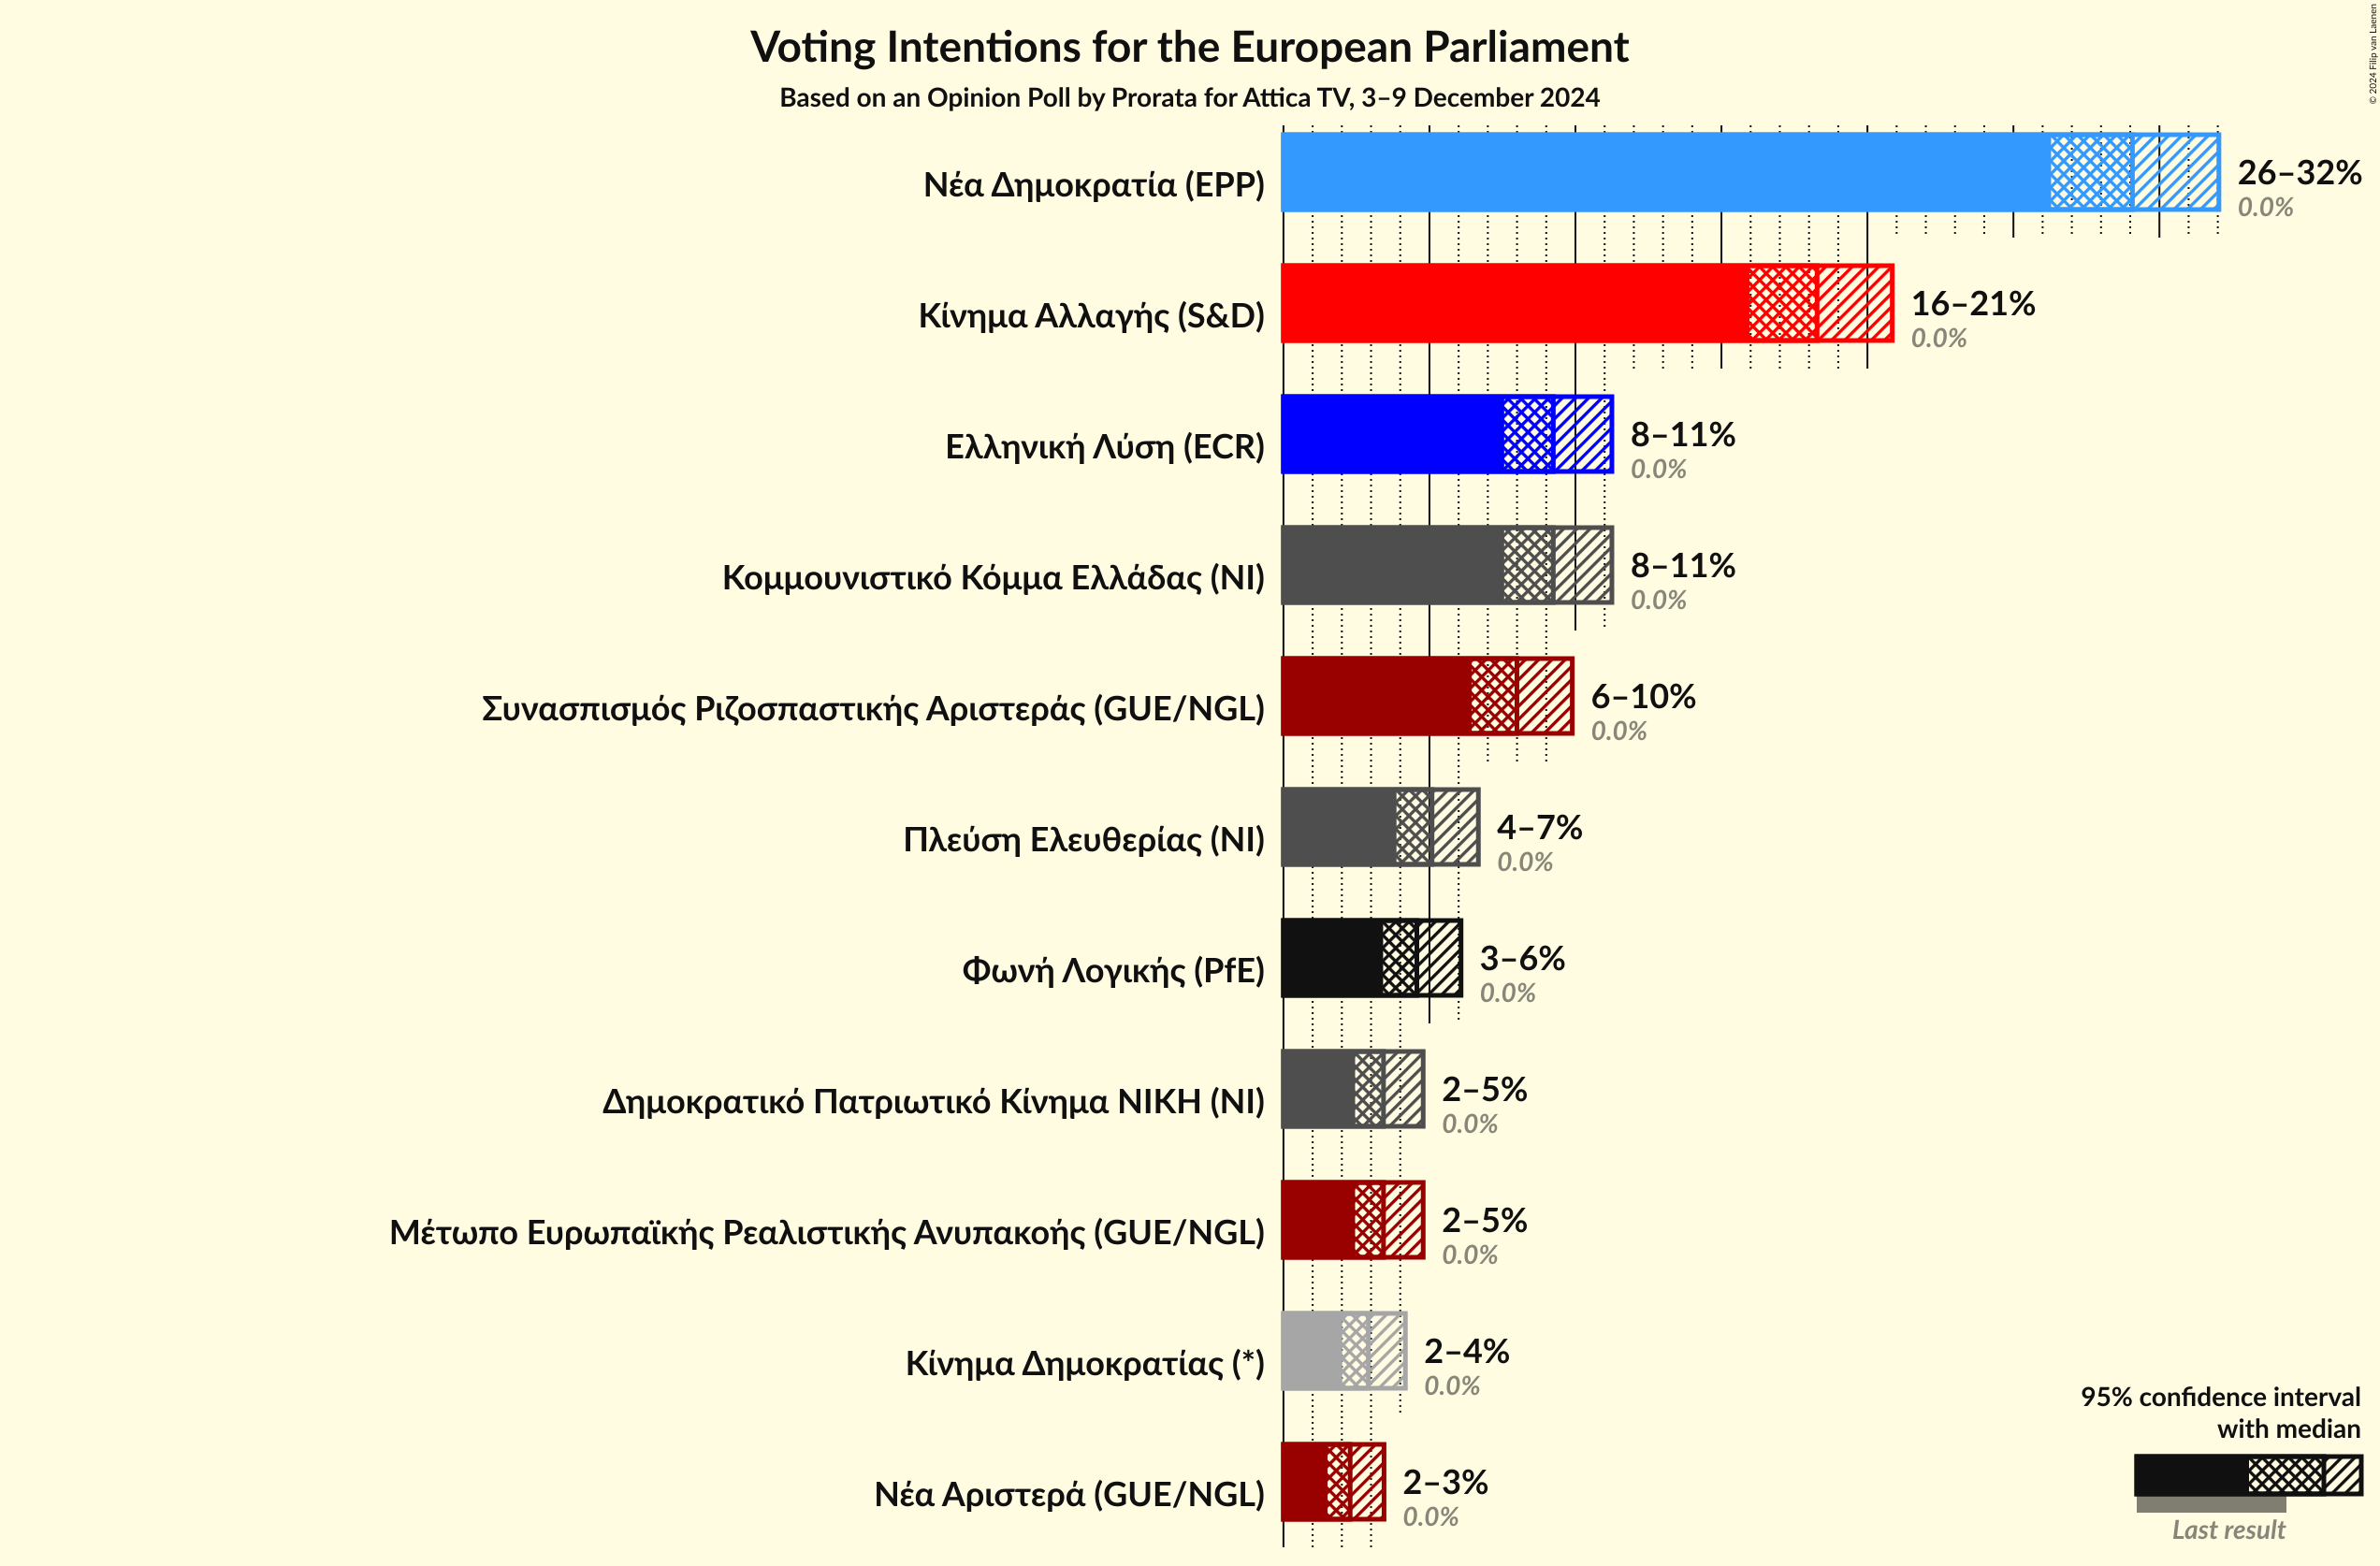 Voting Intentions for the European Parliament
Based on an Opinion Poll by Prorata for Attica TV, 3–9 December 2024
© 2024 Filip van Laenen
Νέα Δημοκρατία (EPP)
26–32%
0.0%
Κίνημα Αλλαγής (S&D)
16–21%
0.0%
Ελληνική Λύση (ECR)
8–11%
0.0%
Κομμουνιστικό Κόμμα Ελλάδας (NI)
8–11%
0.0%
Συνασπισμός Ριζοσπαστικής Αριστεράς (GUE/NGL)
6–10%
0.0%
Πλεύση Ελευθερίας (NI)
4–7%
0.0%
Φωνή Λογικής (PfE)
3–6%
0.0%
Δημοκρατικό Πατριωτικό Κίνημα ΝΙΚΗ (NI)
2–5%
0.0%
Μέτωπο Ευρωπαϊκής Ρεαλιστικής Ανυπακοής (GUE/NGL)
2–5%
0.0%
Κίνημα Δημοκρατίας (*)
2–4%
0.0%
Νέα Αριστερά (GUE/NGL)
2–3%
0.0%
95% confidence interval
with median
Last result